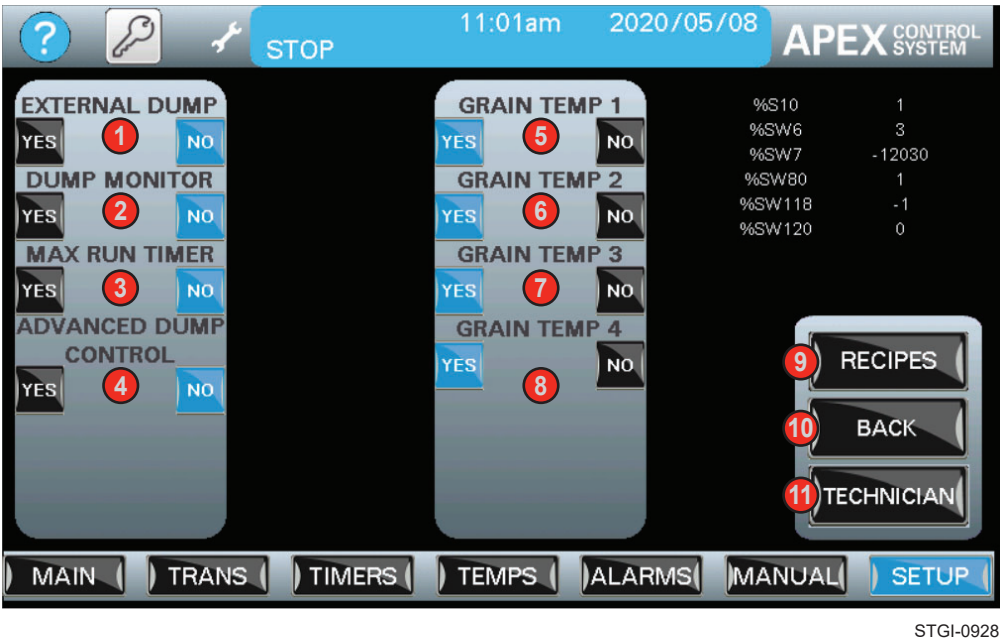 ?
11:01am 2020/05/08
STOP
APEX CONTROL SYSTEM
EXTERNAL DUMP
YES 1 NO
DUMP MONITOR
YES 2 NO
MAX RUN TIMER
YES 3 NO
ADVANCED DUMP
CONTROL
YES 4 NO
GRAIN TEMP 1
YES 5 NO
GRAIN TEMP 2
YES 6 NO
GRAIN TEMP 3
YES 7 NO
GRAIN TEMP 4
YES 8 NO
%S10 1
%SW6 3
%SW7 -12030
%SW80 1
%SW118 -1
%SW120 0
9 RECIPES
10 BACK
11 TECHNICIAN
MAIN TRANS TIMERS TEMPS ALARMS MANUAL SETUP
STGI-0928